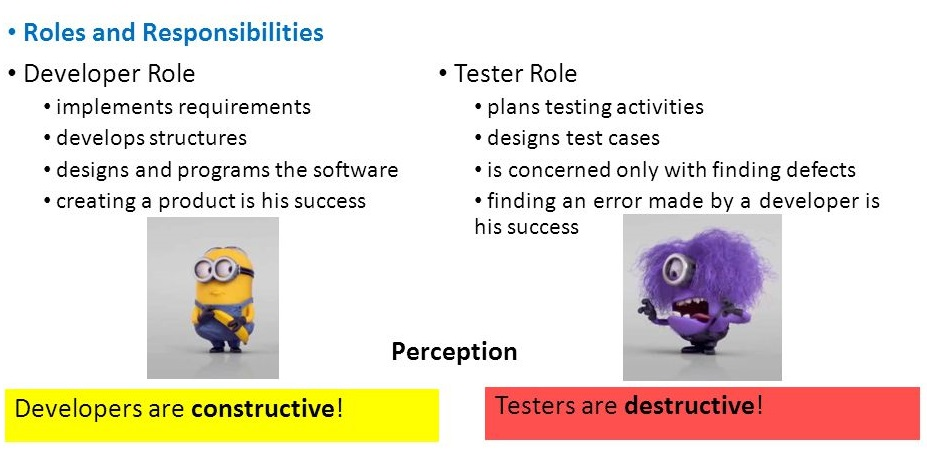 • Roles and Responsibilities
• Developer Role
• implements requirements
• develops structures
• designs and programs the software
• creating a product is his success
• Tester Role
• plans testing activities
• designs test cases
• is concerned only with finding defects
• finding an error made by a developer is
his success
Perception
Developers are constructive!
Testers are destructive!